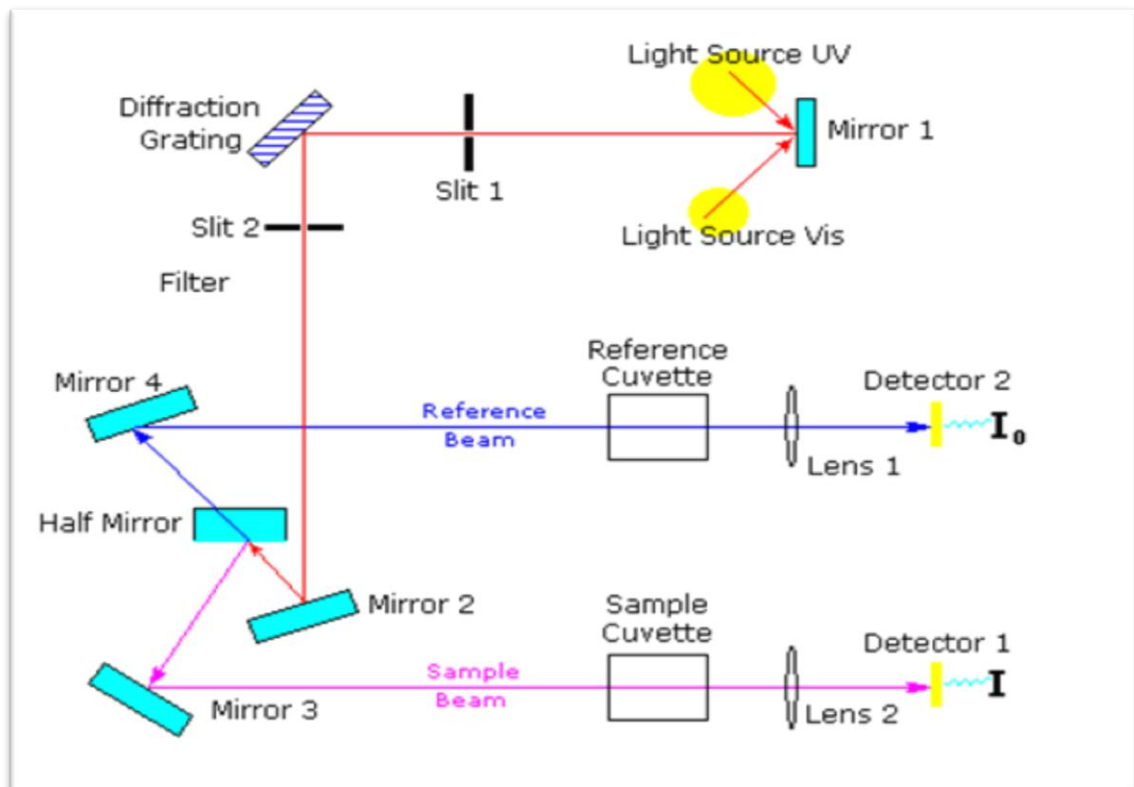 Light Source UV
Diffraction
Grating
Mirror 1
Slit 1
Slit 2
Light Source Vis
Filter
Reference
Cuvette
Mirror 4
Detector 2
Reference
Beam
I₀
Lens 1
Half Mirror
Mirror 2
Sample
Cuvette
Detector 1
Sample
Beam
I
Mirror 3
Lens 2